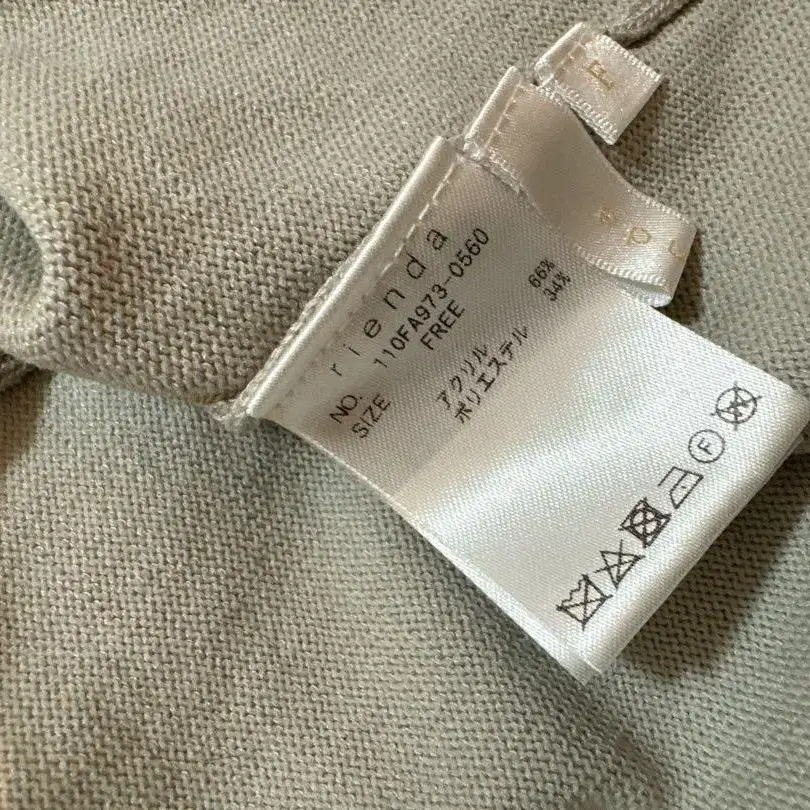 F
rienda
NO. 110FA973-0560
SIZE FREE
アクリル 66%
ポリエステル 34%
F